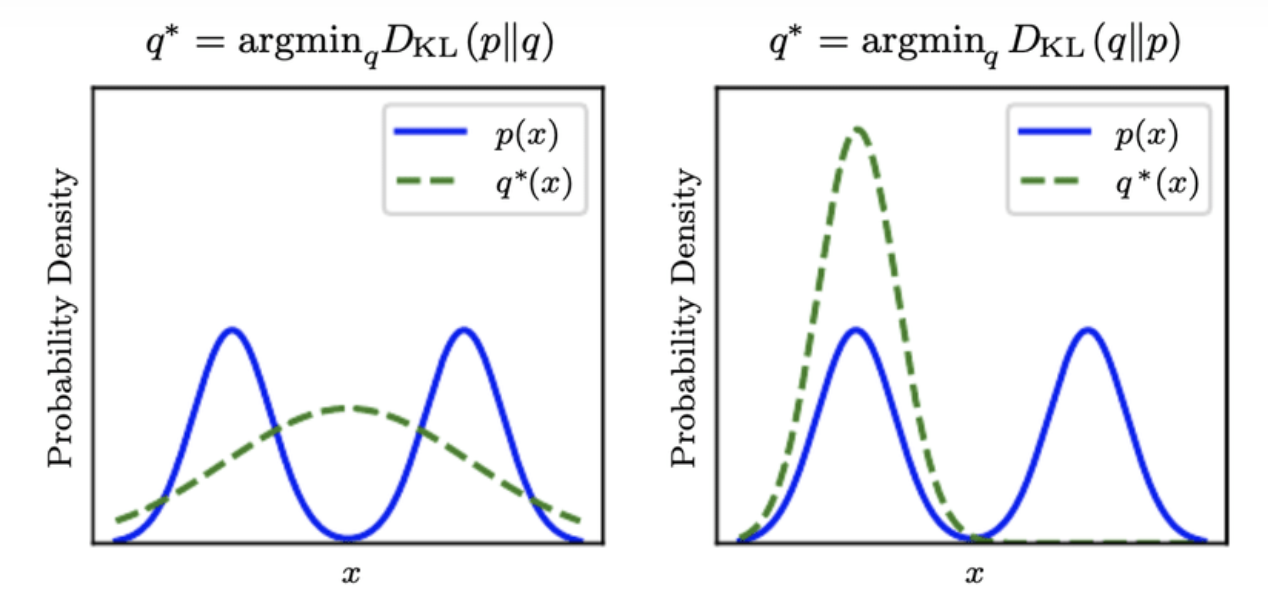 q* = argmin_q D_KL (p‖q)
p(x)
q*(x)
Probability Density
x
q* = argmin_q D_KL (q‖p)
p(x)
q*(x)
Probability Density
x